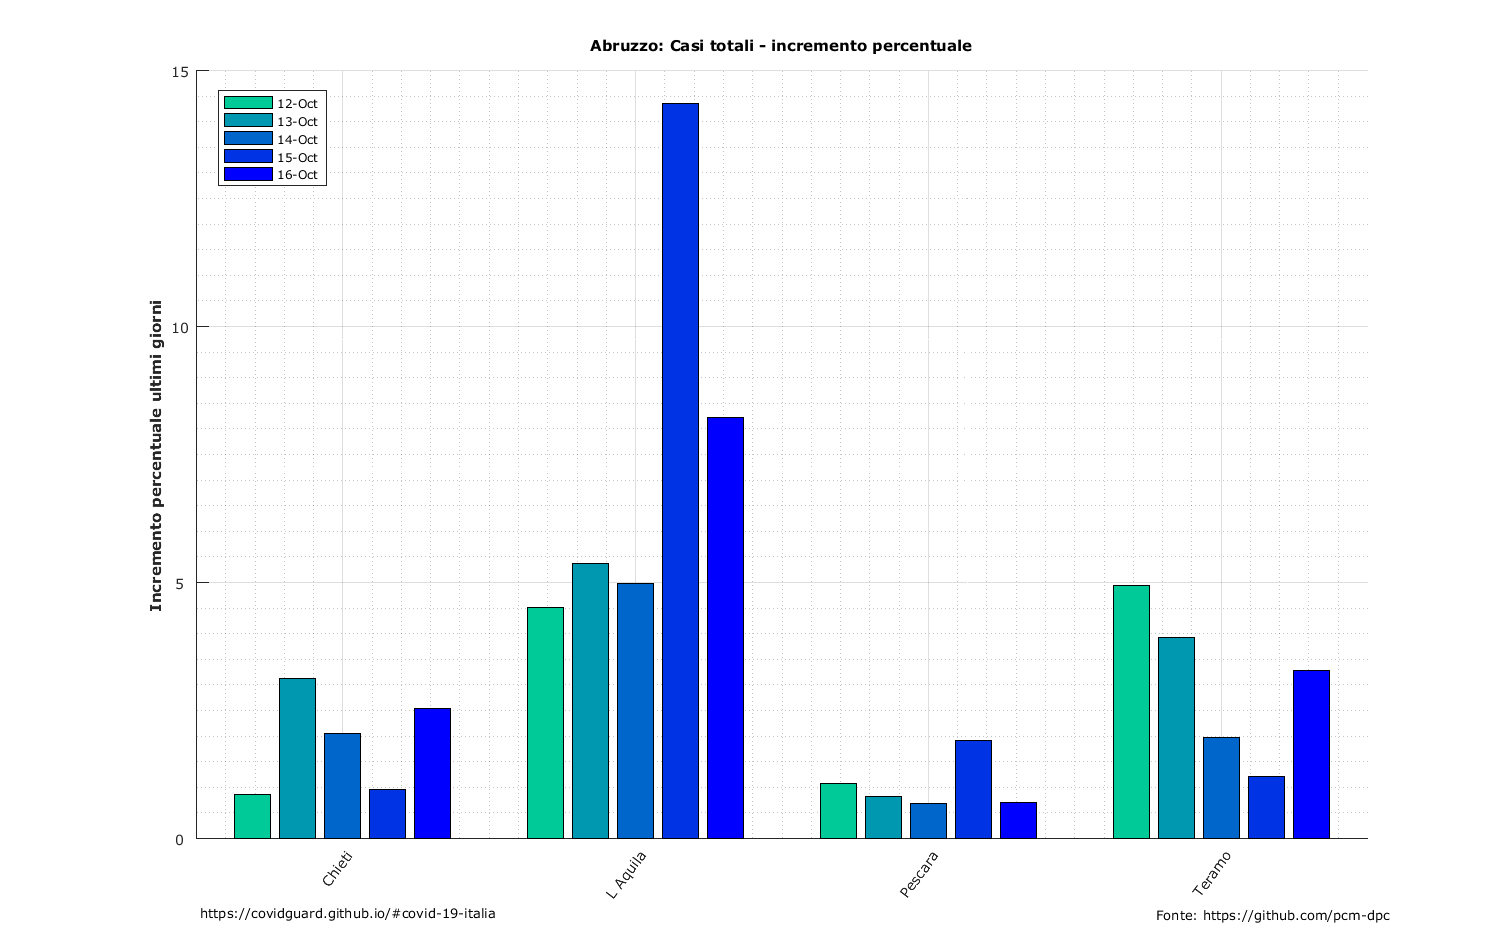 Abruzzo: Casi totali - incremento percentuale
15
12-Oct
13-Oct
14-Oct
15-Oct
16-Oct
10
Incremento percentuale ultimi giorni
5
0
Chieti
L Aquila
Pescara
Teramo
https://covidguard.github.io/#covid-19-italia
Fonte: https://github.com/pcm-dpc